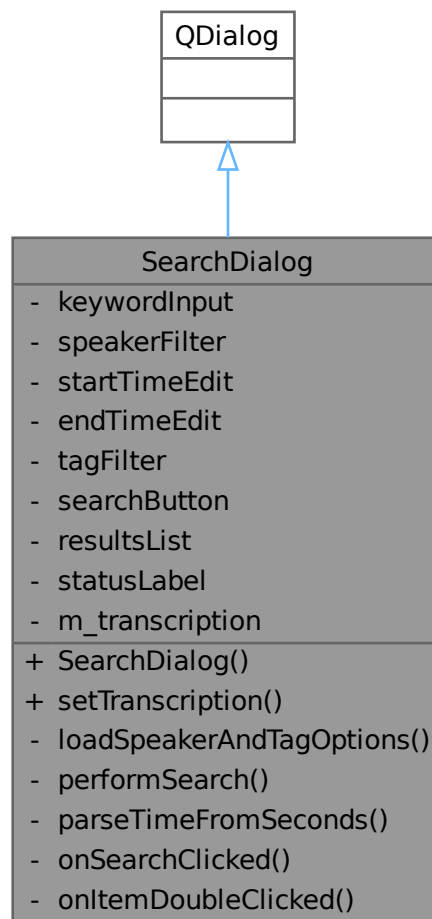 QDialog
SearchDialog
- keywordInput
- speakerFilter
- startTimeEdit
- endTimeEdit
- tagFilter
- searchButton
- resultsList
- statusLabel
- m_transcription
+ SearchDialog()
+ setTranscription()
- loadSpeakerAndTagOptions()
- performSearch()
- parseTimeFromSeconds()
- onSearchClicked()
- onItemDoubleClicked()